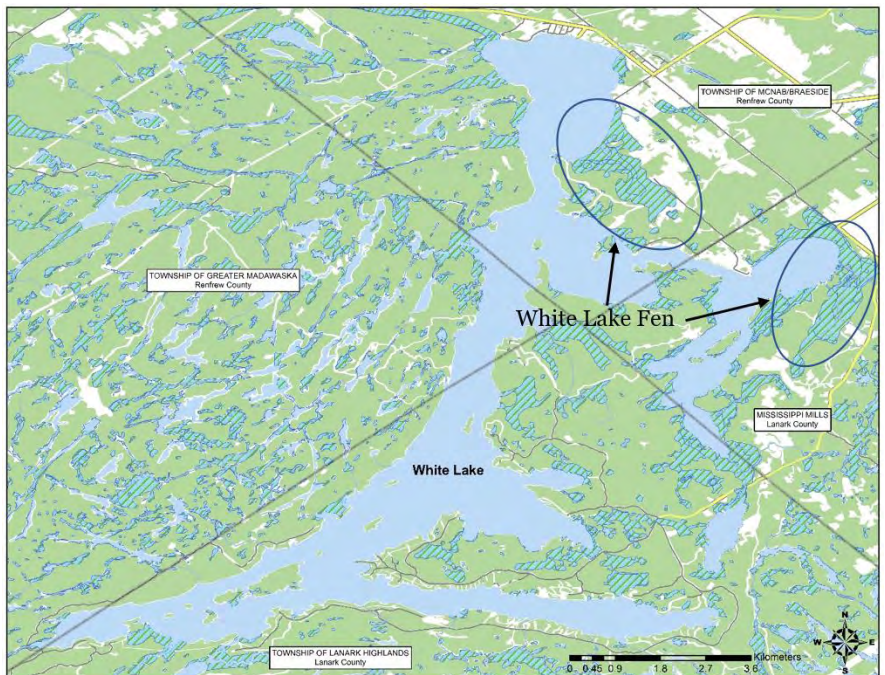 TOWNSHIP OF MCNAB/BRAESIDE
Renfrew County
TOWNSHIP OF GREATER MADAWASKA
Renfrew County
White Lake Fen
MISSISSIPPI MILLS
Lanark County
White Lake
TOWNSHIP OF LANARK HIGHLANDS
Lanark County
N
W E
S
Kilometers
0 0.45 0.9 1.8 2.7 3.6